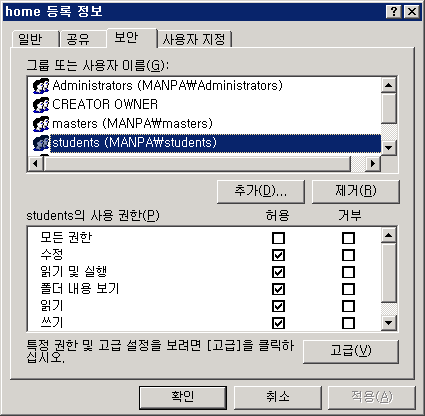 home 등록 정보
일반 공유 보안 사용자 지정
그룹 또는 사용자 이름(G):
Administrators (MANPA₩Administrators)
CREATOR OWNER
masters (MANPA₩masters)
students (MANPA₩students)
추가(D)... 제거(R)
students의 사용 권한(P) 허용 거부
모든 권한
수정
읽기 및 실행
폴더 내용 보기
읽기
쓰기
특정 권한 및 고급 설정을 보려면 [고급]을 클릭하
십시오.
고급(V)
확인 취소 적용(A)